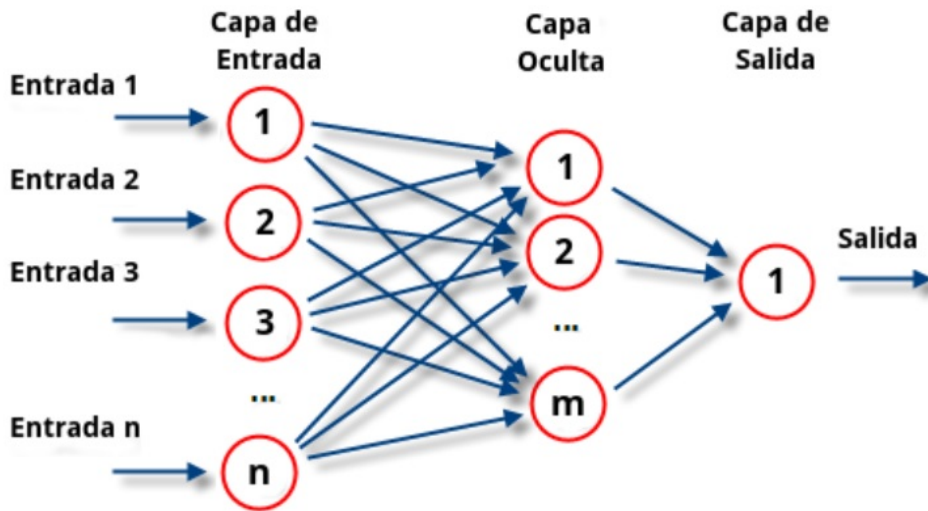 Capa de
Entrada
Capa
Oculta
Capa de
Salida
Entrada 1
1
Entrada 2
2
Entrada 3
3
...
Entrada n
n
1
2
...
m
1
Salida